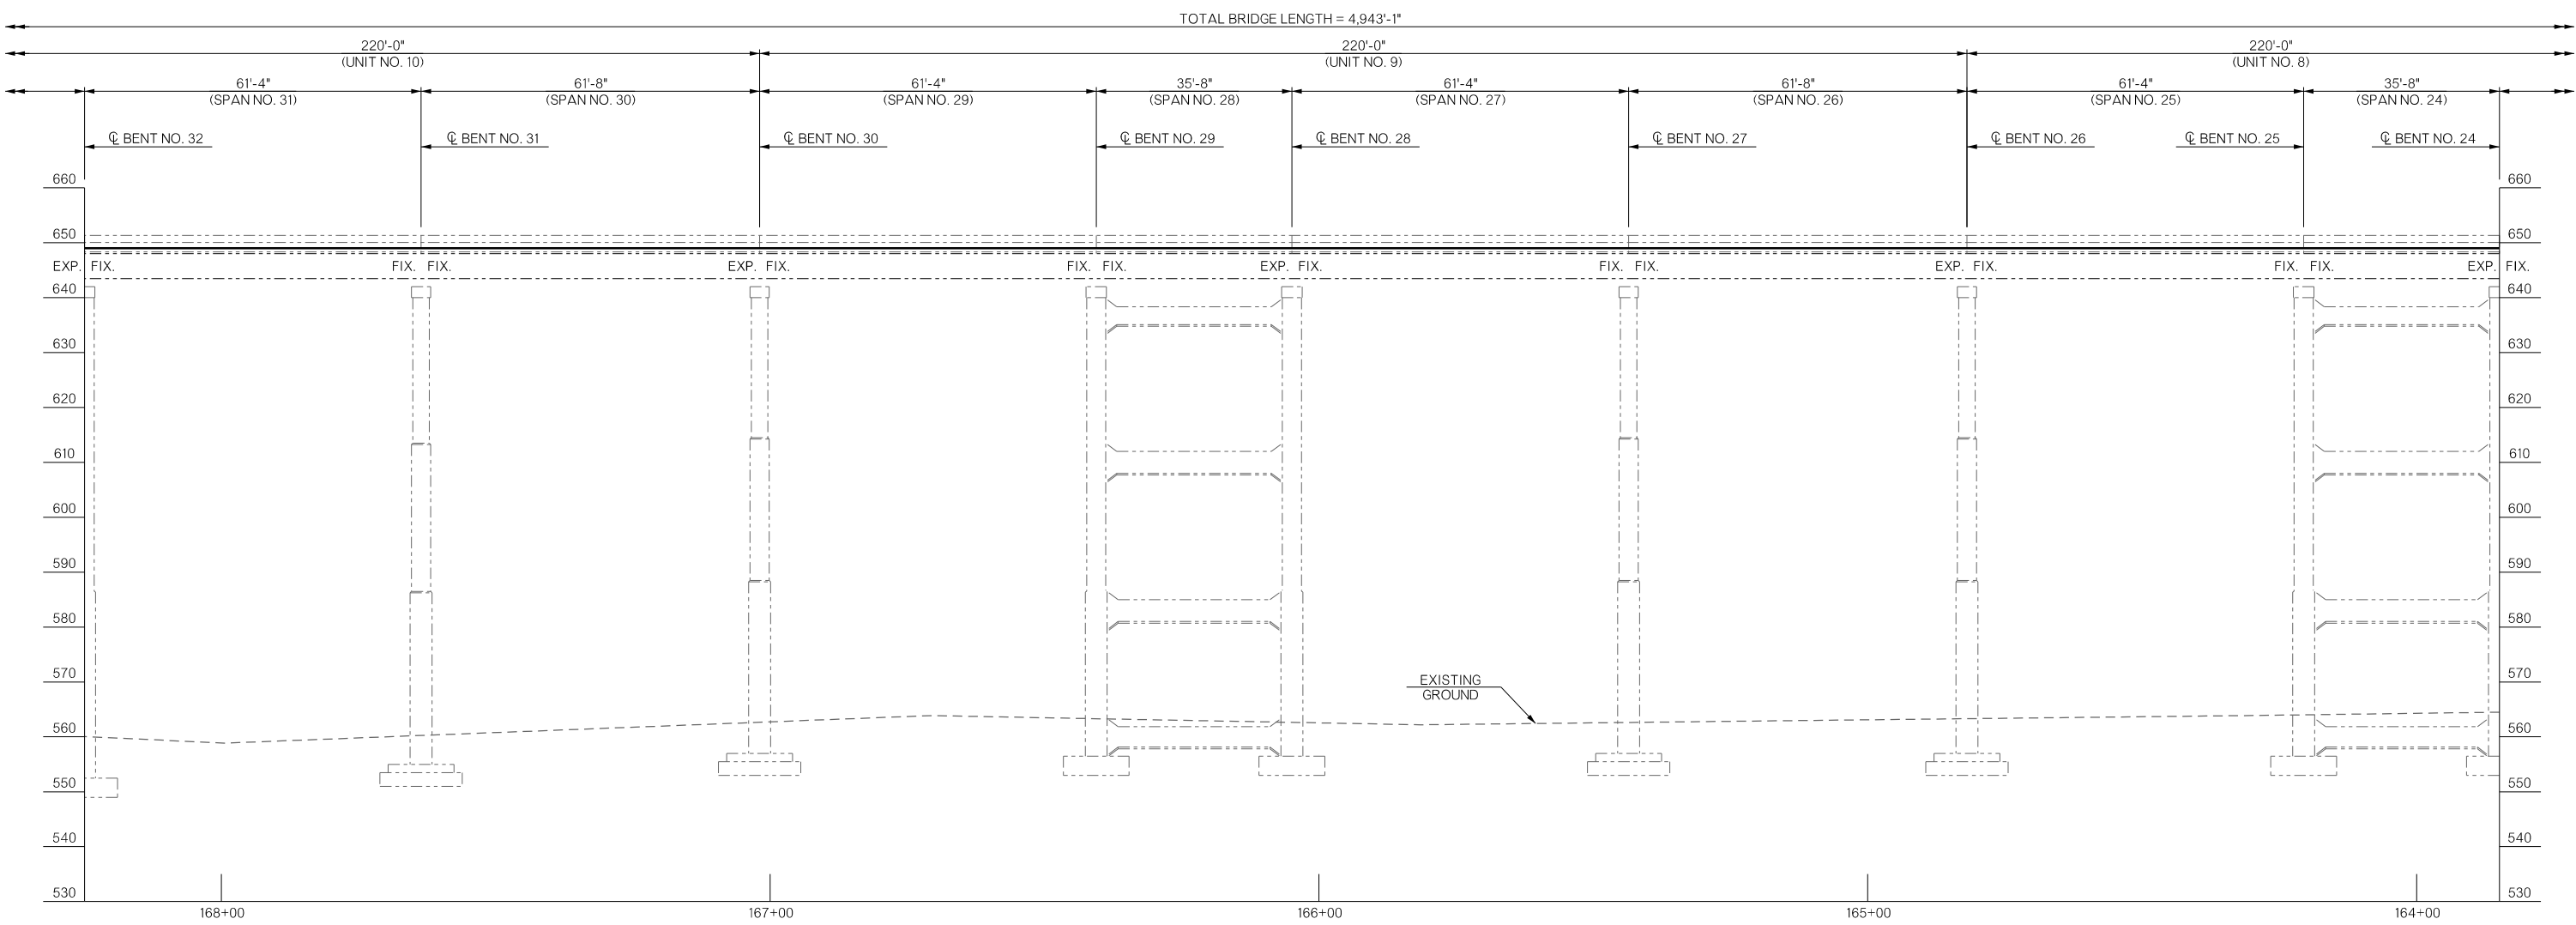 TOTAL BRIDGE LENGTH = 4,943'-1"
220'-0" 220'-0" 220'-0"
(UNIT NO. 10) (UNIT NO. 9) (UNIT NO. 8)
61'-4" 61'-8" 61'-4" 35'-8" 61'-4" 61'-8" 61'-4" 35'-8"
(SPAN NO. 31) (SPAN NO. 30) (SPAN NO. 29) (SPAN NO. 28) (SPAN NO. 27) (SPAN NO. 26) (SPAN NO. 25) (SPAN NO. 24)
℄ BENT NO. 32 ℄ BENT NO. 31 ℄ BENT NO. 30 ℄ BENT NO. 29 ℄ BENT NO. 28 ℄ BENT NO. 27 ℄ BENT NO. 26 ℄ BENT NO. 25 ℄ BENT NO. 24
660 660
650 650
EXP. FIX. FIX. FIX. EXP. FIX. FIX. FIX. EXP. FIX. FIX. FIX. EXP. FIX. FIX. FIX. EXP. FIX.
640 640
630 630
620 620
610 610
600 600
590 590
580 580
570 570
EXISTING
GROUND
560 560
550 550
540 540
530 530
168+00 167+00 166+00 165+00 164+00